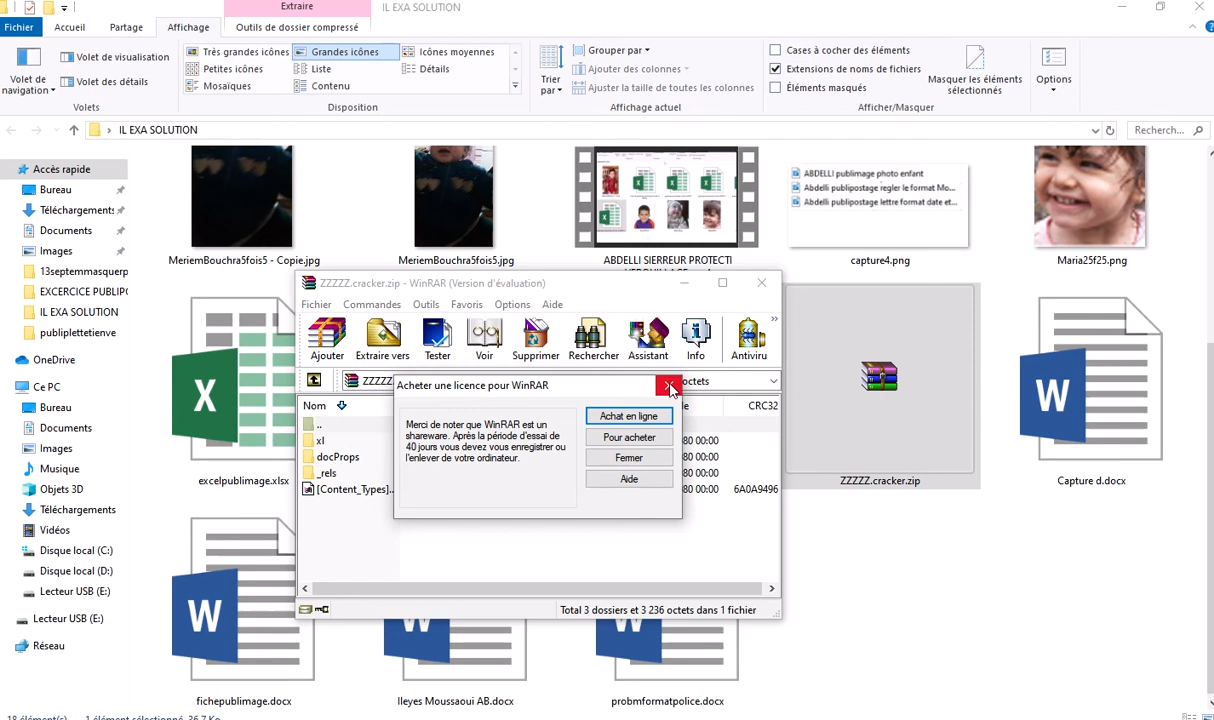 Extraire
IL EXA SOLUTION
Fichier
Accueil
Partage
Affichage
Outils de dossier compressé
Volet de navigation
Volet de visualisation
Volet des détails
Volets
Très grandes icônes
Grandes icônes
Icônes moyennes
Petites icônes
Liste
Détails
Mosaïques
Contenu
Disposition
Trier par
Grouper par
Ajouter des colonnes
Ajuster la taille de toutes les colonnes
Affichage actuel
Cases à cocher des éléments
Extensions de noms de fichiers
Éléments masqués
Masquer les éléments sélectionnés
Afficher/Masquer
Options
IL EXA SOLUTION
Recherch...
Accès rapide
Bureau
Téléchargements
Documents
Images
13septemmasquerp
EXCERCICE PUBLIPC
IL EXA SOLUTION
publiplettetienve
OneDrive
Ce PC
Bureau
Documents
Images
Musique
Objets 3D
Téléchargements
Vidéos
Disque local (C:)
Disque local (D:)
Lecteur USB (E:)
Lecteur USB (E:)
Réseau
ABDELLI publimage photo enfant
Abdelli publipostage regler le format Mo...
Abdelli publipostage lettre format date et...
MeriemBouchra5fois5 - Copie.jpg
MeriemBouchra5fois5.jpg
ABDELLI SIERREUR PROTECTI
capture4.png
Maria25f25.png
ZZZZZ.cracker.zip - WinRAR (Version d'évaluation)
Fichier
Commandes
Outils
Favoris
Options
Aide
Ajouter
Extraire vers
Tester
Voir
Supprimer
Rechercher
Assistant
Info
Antiviru
»
ZZZZZ
octets
Nom
CRC32
..
xl
80 00:00
docProps
80 00:00
_rels
80 00:00
[Content_Types]..
80 00:00
6A0A9496
Acheter une licence pour WinRAR
Merci de noter que WinRAR est un
shareware. Après la période d'essai de
40 jours vous devez vous enregistrer ou
l'enlever de votre ordinateur.
Achat en ligne
Pour acheter
Fermer
Aide
Total 3 dossiers et 3 236 octets dans 1 fichier
X
excelpublimage.xlsx
ZZZZZ.cracker.zip
W
Capture d.docx
W
fichepublimage.docx
W
lleyes Moussaoui AB.docx
W
probmformatpolice.docx
18 élément(s)
1 élément sélectionné 36,7 Ko